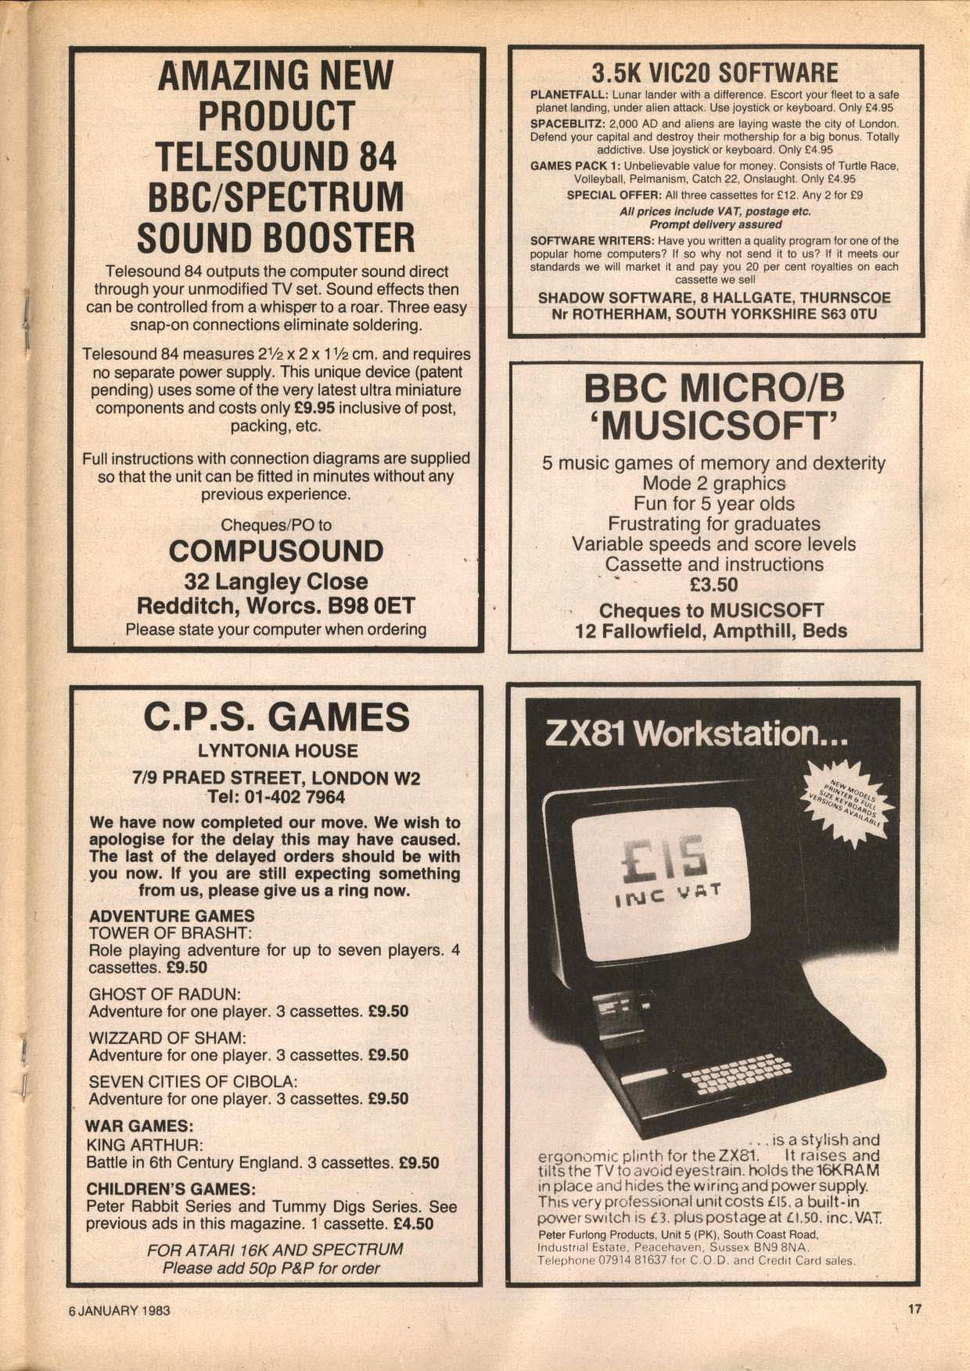 AMAZING NEW
PRODUCT
TELESOUND 84
BBC/SPECTRUM
SOUND BOOSTER
Telesound 84 outputs the computer sound direct
through your unmodified TV set. Sound effects then
can be controlled from a whisper to a roar. Three easy
snap-on connections eliminate soldering.
Telesound 84 measures 2½ x 2 x 1½ cm. and requires
no separate power supply. This unique device (patent
pending) uses some of the very latest ultra miniature
components and costs only £9.95 inclusive of post,
packing, etc.
Full instructions with connection diagrams are supplied
so that the unit can be fitted in minutes without any
previous experience.
Cheques/PO to
COMPUSOUND
32 Langley Close
Redditch, Worcs. B98 0ET
Please state your computer when ordering
3.5K VIC20 SOFTWARE
PLANETFALL: Lunar lander with a difference. Escort your fleet to a safe
planet landing, under alien attack. Use joystick or keyboard. Only £4.95
SPACEBLITZ: 2,000 AD and aliens are laying waste the city of London.
Defend your capital and destroy their mothership for a big bonus. Totally
addictive. Use joystick or keyboard. Only £4.95
GAMES PACK 1: Unbelievable value for money. Consists of Turtle Race,
Volleyball, Pelmanism, Catch 22, Onslaught. Only £4.95
SPECIAL OFFER: All three cassettes for £12. Any 2 for £9
All prices include VAT, postage etc.
Prompt delivery assured
SOFTWARE WRITERS: Have you written a quality program for one of the
popular home computers? If so why not send it to us? If it meets our
standards we will market it and pay you 20 per cent royalties on each
cassette we sell
SHADOW SOFTWARE, 8 HALLGATE, THURNSCOE
Nr ROTHERHAM, SOUTH YORKSHIRE S63 0TU
BBC MICRO/B
'MUSICSOFT'
5 music games of memory and dexterity
Mode 2 graphics
Fun for 5 year olds
Frustrating for graduates
Variable speeds and score levels
Cassette and instructions
£3.50
Cheques to MUSICSOFT
12 Fallowfield, Ampthill, Beds
C.P.S. GAMES
LYNTONIA HOUSE
7/9 PRAED STREET, LONDON W2
Tel: 01-402 7964
We have now completed our move. We wish to
apologise for the delay this may have caused.
The last of the delayed orders should be with
you now. If you are still expecting something
from us, please give us a ring now.
ADVENTURE GAMES
TOWER OF BRASHT:
Role playing adventure for up to seven players. 4
cassettes. £9.50
GHOST OF RADUN:
Adventure for one player. 3 cassettes. £9.50
WIZZARD OF SHAM:
Adventure for one player. 3 cassettes. £9.50
SEVEN CITIES OF CIBOLA:
Adventure for one player. 3 cassettes. £9.50
WAR GAMES:
KING ARTHUR:
Battle in 6th Century England. 3 cassettes. £9.50
CHILDREN'S GAMES:
Peter Rabbit Series and Tummy Digs Series. See
previous ads in this magazine. 1 cassette. £4.50
FOR ATARI 16K AND SPECTRUM
Please add 50p P&P for order
ZX81 Workstation...
NEW MODELS
PRINTER & FULL
SIZE KEYBOARDS
VERSIONS AVAILABLE
£15
INC VAT
...is a stylish and
ergonomic plinth for the ZX81. It raises and
tilts the TV to avoid eyestrain, holds the 16K RAM
in place and hides the wiring and power supply.
This very professional unit costs £15, a built-in
power switch is £3. plus postage at £1.50. inc. VAT.
Peter Furlong Products, Unit 5 (PK), South Coast Road,
Industrial Estate, Peacehaven, Sussex BN9 8NA.
Telephone 07914 81637 for C.O.D. and Credit Card sales.
6 JANUARY 1983
17